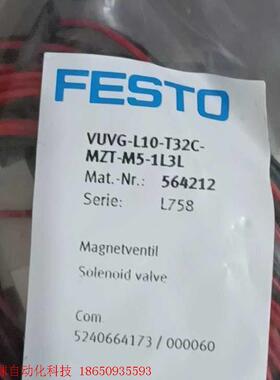 FESTO
VUVG-L10-T32C-
MZT-M5-1L3L
Mat.-Nr.: 564212
Serie: L758
Magnetventil
Solenoid valve
Com
5240664173 / 000060
自动化科技 18650935593